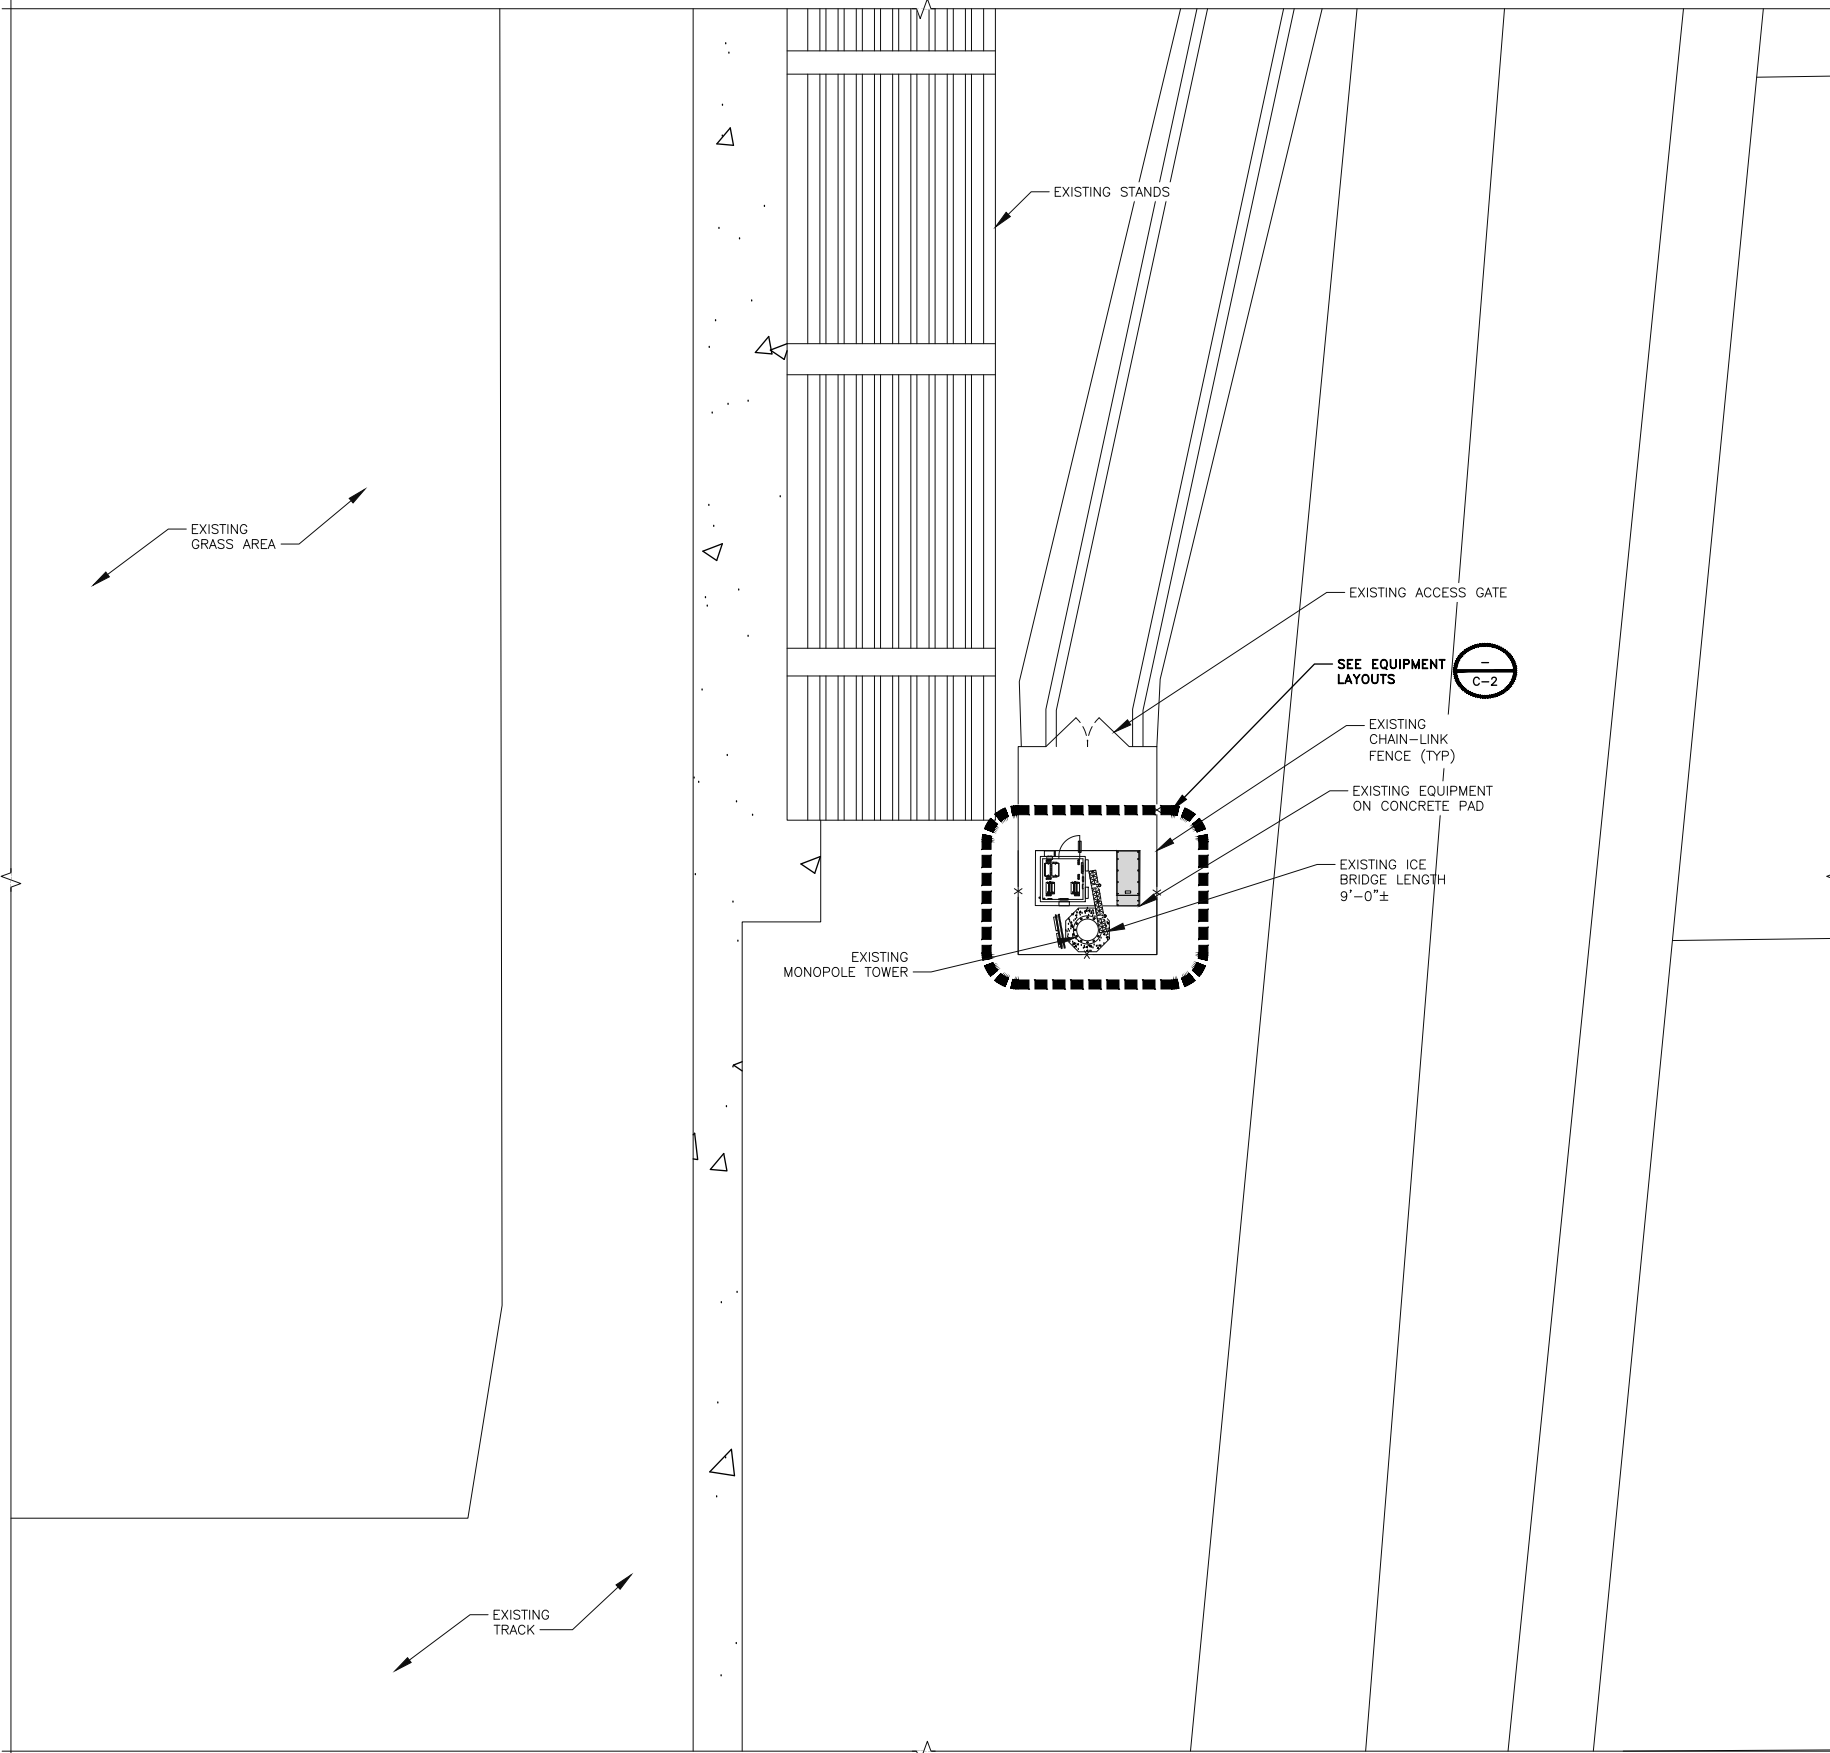 EXISTING STANDS
EXISTING
GRASS AREA
EXISTING ACCESS GATE
SEE EQUIPMENT
LAYOUTS
–
C–2
EXISTING
CHAIN–LINK
FENCE (TYP)
EXISTING EQUIPMENT
ON CONCRETE PAD
EXISTING ICE
BRIDGE LENGTH
9'–0"±
EXISTING
MONOPOLE TOWER
EXISTING
TRACK